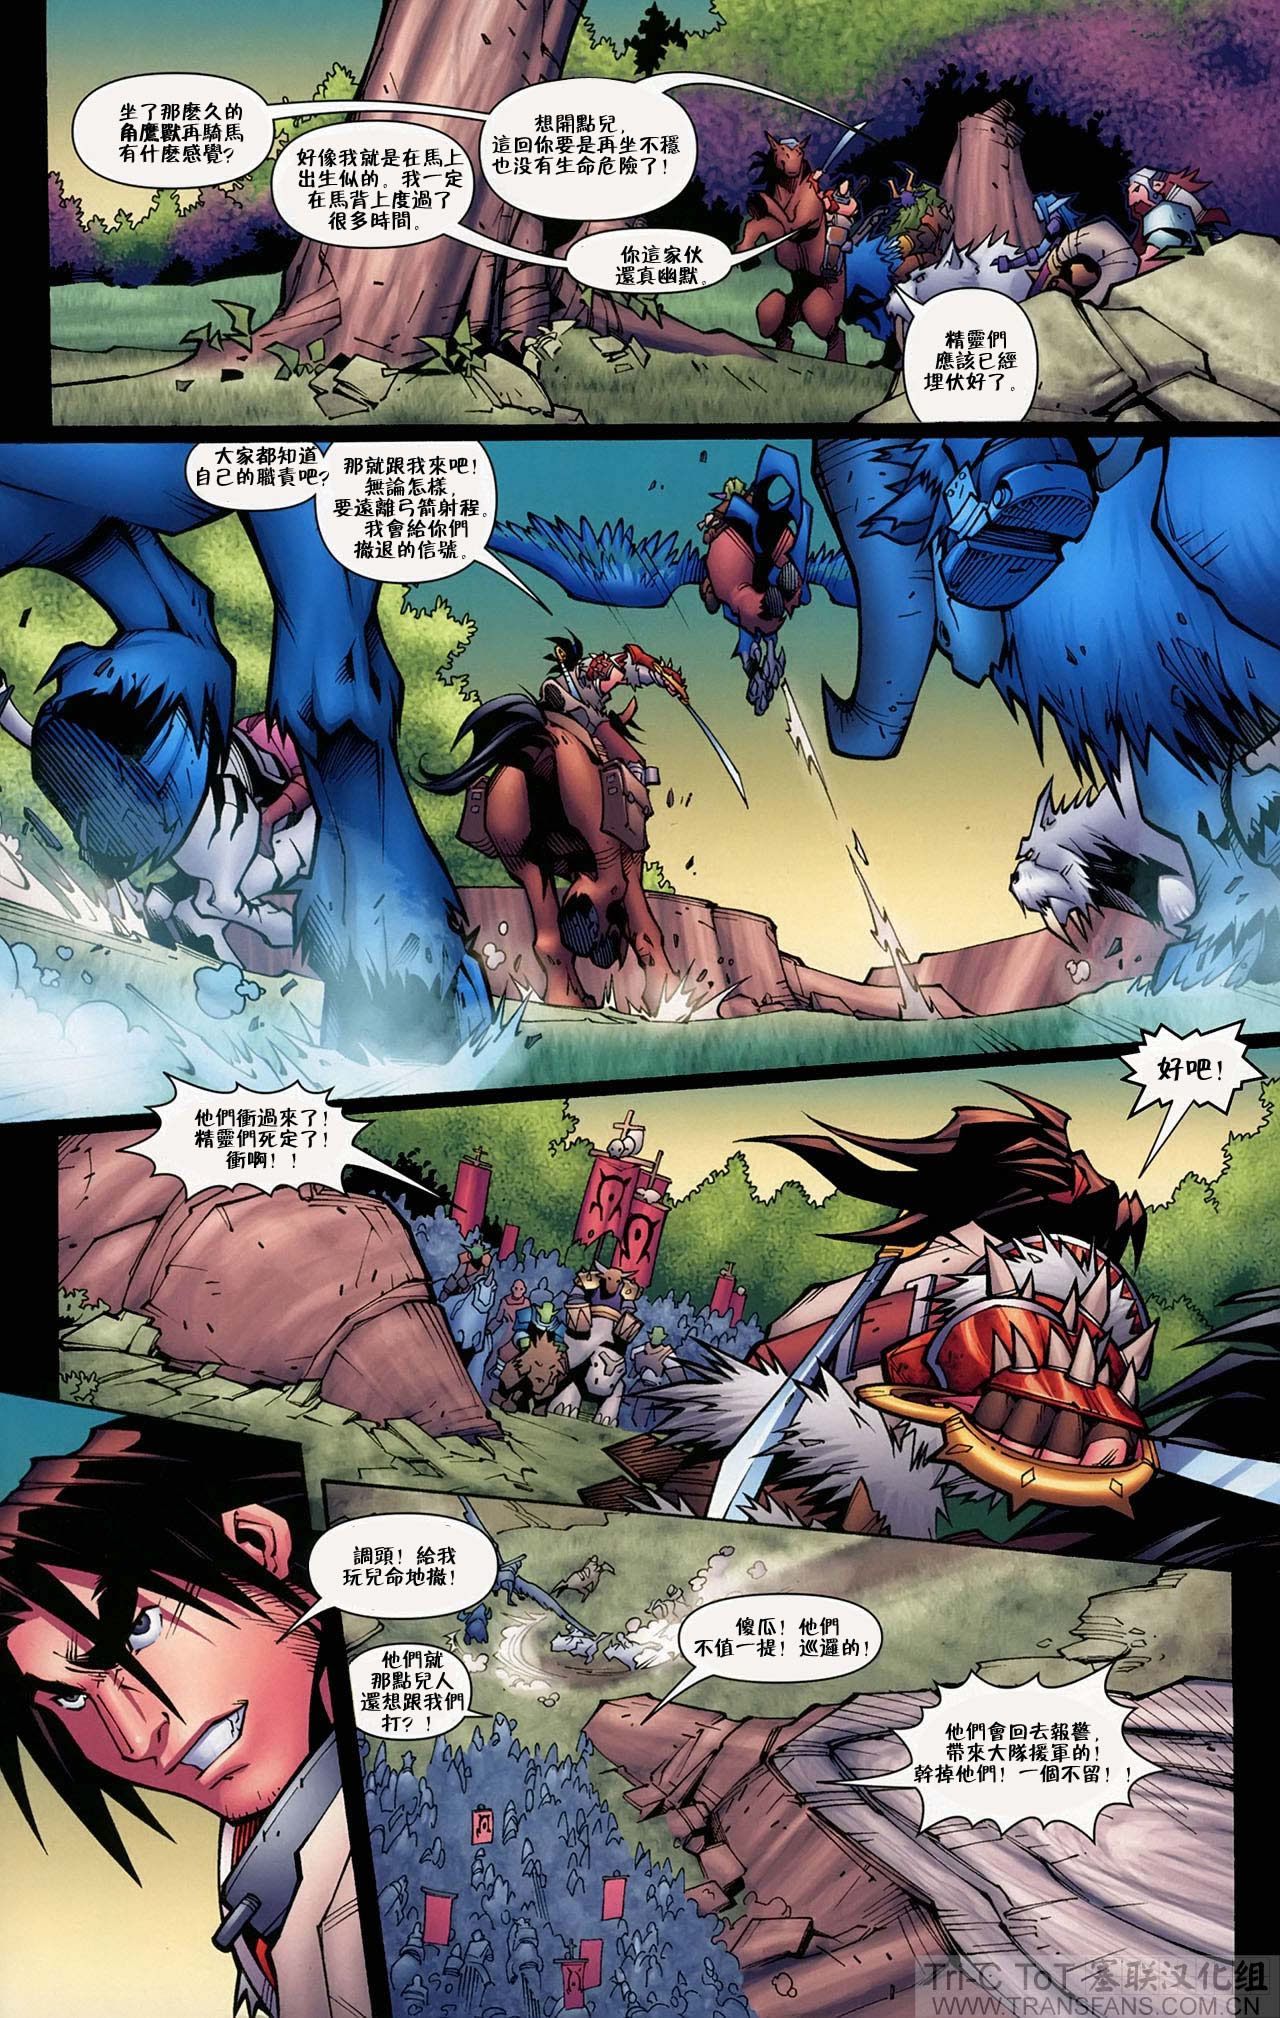 坐了那麼久的
角鷹獸再騎馬
有什麼感覺?
好像我就是在馬上
出生似的。我一定
在馬背上度過了
很多時間。
想開點兒,
這回你要是再坐不穩
也没有生命危險了!
你這家伙
還真幽默。
精靈們
應該已經
埋伏好了。
大家都知道
自己的職責吧?
那就跟我來吧!
無論怎樣,
要遠離弓箭射程。
我會給你們
撤退的信號。
他們衝過來了!
精靈們死定了!
衝啊!!
好吧!
調頭! 給我
玩兒命地撤!
他們就
那點兒人
還想跟我們
打?!
傻瓜! 他們
不值一提! 巡邏的!
他們會回去報警,
帶來大隊援軍的!
幹掉他們! 一個不留!!
Tri-C ToT 塞联汉化组
WWW.TRANSFANS.COM.CN